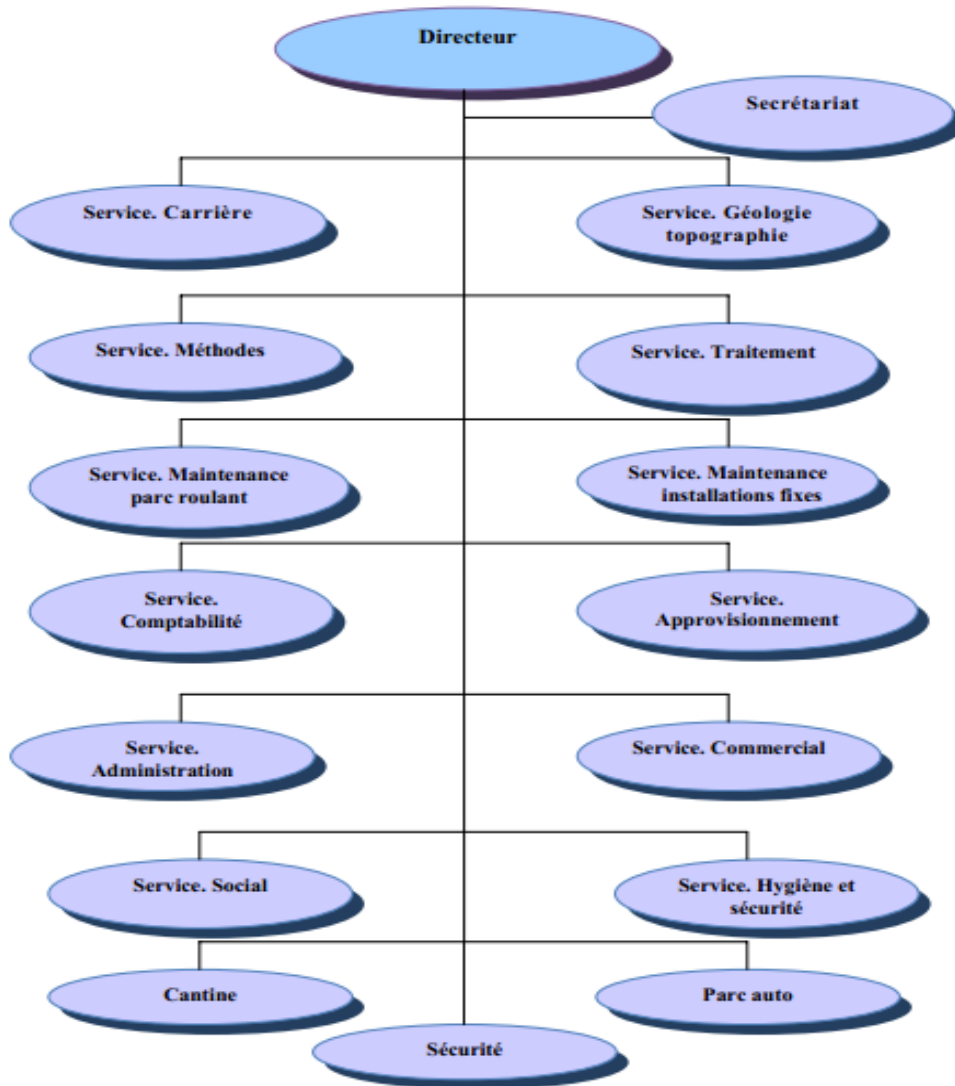 Directeur
Secrétariat
Service. Carrière
Service. Géologie
topographie
Service. Méthodes
Service. Traitement
Service. Maintenance
parc roulant
Service. Maintenance
installations fixes
Service.
Comptabilité
Service.
Approvisionnement
Service.
Administration
Service. Commercial
Service. Social
Service. Hygiène et
sécurité
Cantine
Parc auto
Sécurité